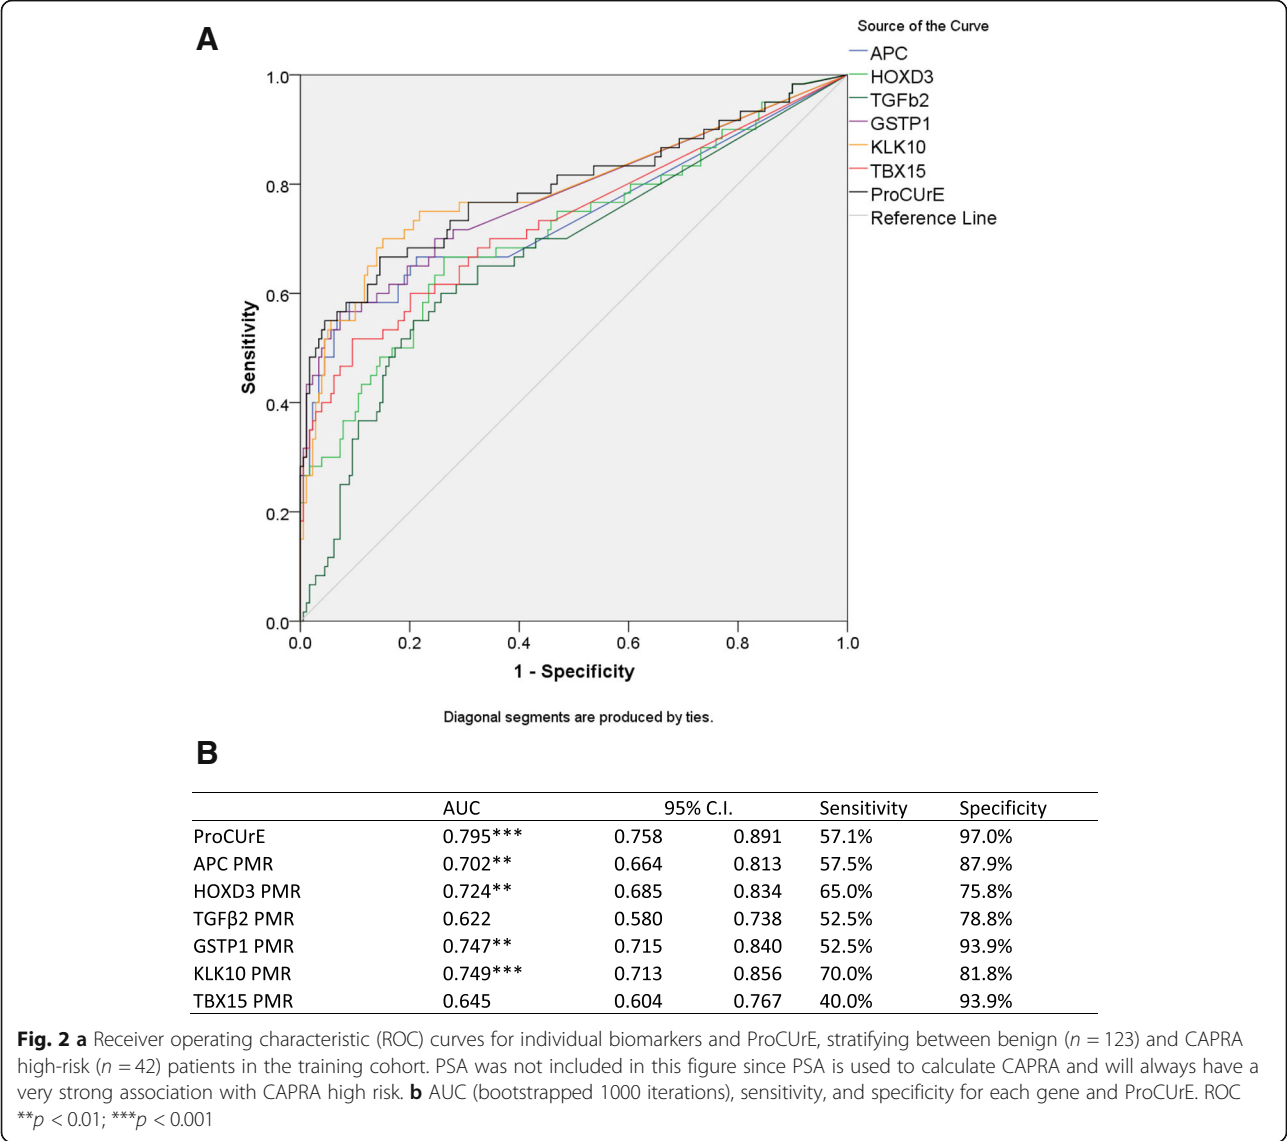 A
Source of the Curve
APC
HOXD3
TGFb2
GSTP1
KLK10
TBX15
ProCUrE
Reference Line
1.0
0.8
0.6
0.4
0.2
0.0
Sensitivity
0.0 0.2 0.4 0.6 0.8 1.0
1 - Specificity
Diagonal segments are produced by ties.
B
AUC 95% C.I. Sensitivity Specificity
ProCUrE 0.795*** 0.758 0.891 57.1% 97.0%
APC PMR 0.702** 0.664 0.813 57.5% 87.9%
HOXD3 PMR 0.724** 0.685 0.834 65.0% 75.8%
TGFβ2 PMR 0.622 0.580 0.738 52.5% 78.8%
GSTP1 PMR 0.747** 0.715 0.840 52.5% 93.9%
KLK10 PMR 0.749*** 0.713 0.856 70.0% 81.8%
TBX15 PMR 0.645 0.604 0.767 40.0% 93.9%
Fig. 2 a Receiver operating characteristic (ROC) curves for individual biomarkers and ProCUrE, stratifying between benign (n = 123) and CAPRA
high-risk (n = 42) patients in the training cohort. PSA was not included in this figure since PSA is used to calculate CAPRA and will always have a
very strong association with CAPRA high risk. b AUC (bootstrapped 1000 iterations), sensitivity, and specificity for each gene and ProCUrE. ROC
**p < 0.01; ***p < 0.001